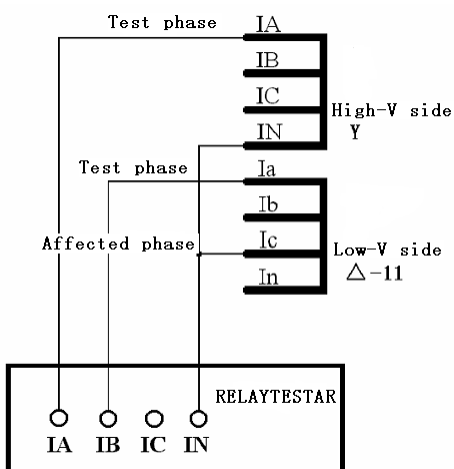 Test phase IA
IB
IC
High-V side
IN
Y
Test phase Ia
Ib
Affected phase Ic
Low-V side
In
△-11
RELAYTESTAR
IA IB IC IN